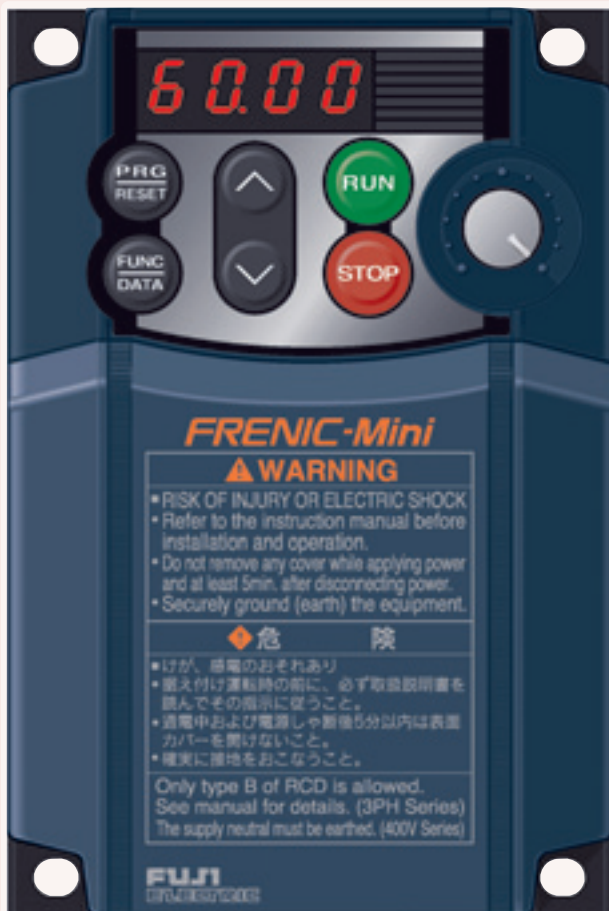 60.00
PRG
RESET
RUN
FUNC
DATA
STOP
FRENIC-Mini
WARNING
• RISK OF INJURY OR ELECTRIC SHOCK
• Refer to the instruction manual before
installation and operation.
• Do not remove any cover while applying power
and at least 5min. after disconnecting power.
• Securely ground (earth) the equipment.
危 険
• けが、感電のおそれあり
• 据え付け運転時の前に、必ず取扱説明書を
読んでその指示に従うこと。
• 通電中および電源しゃ断後5分以内は表面
カバーを開けないこと。
• 確実に接地をおこなうこと。
Only type B of RCD is allowed.
See manual for details. (3PH Series)
The supply neutral must be earthed. (400V Series)
FUJI
ELECTRIC